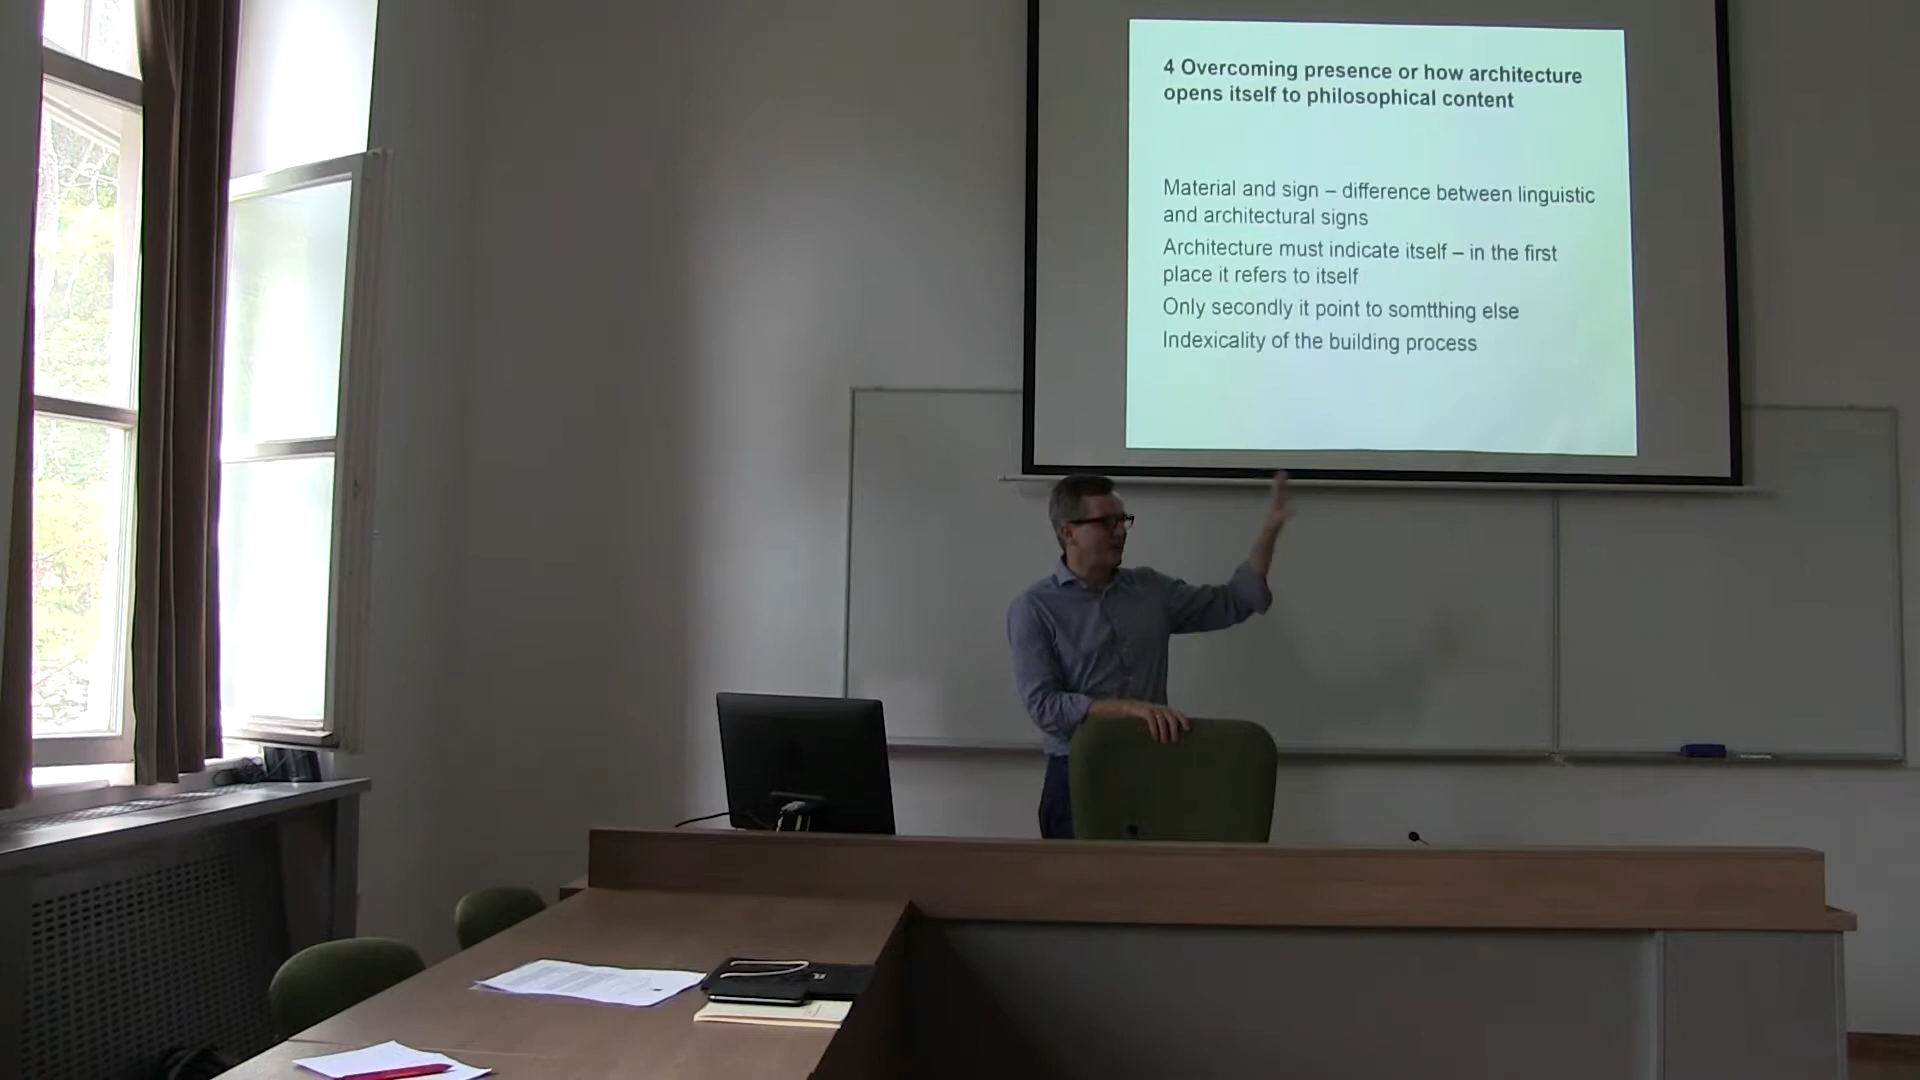 4 Overcoming presence or how architecture
opens itself to philosophical content
Material and sign – difference between linguistic
and architectural signs
Architecture must indicate itself – in the first
place it refers to itself
Only secondly it point to somtthing else
Indexicality of the building process